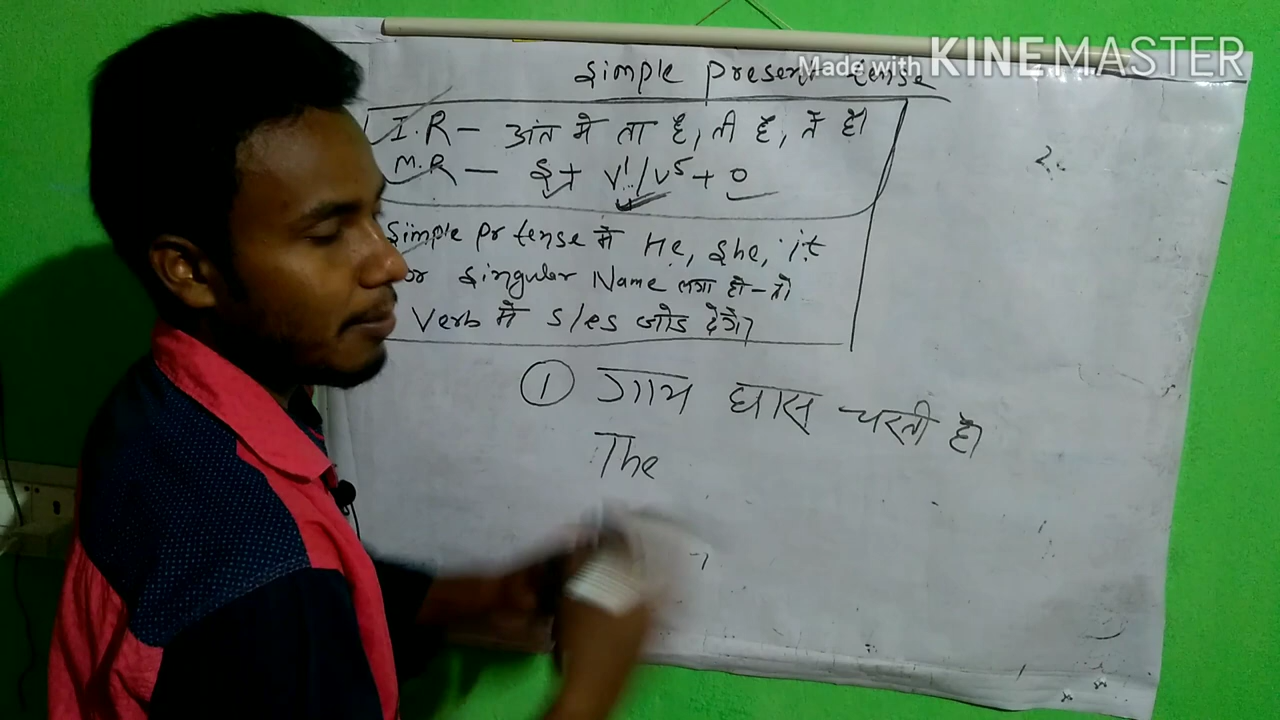 Made with KINEMASTER
Simple Present tense
I.R – अंत में ता है, ती है, ते है।
M.R – S + V¹/V⁵ + O
Simple Pr tense में He, She, it
or Singular Name लगा हो – तो
Verb में s/es जोड देंगे।
① गाय घास चरती है।
The
2.